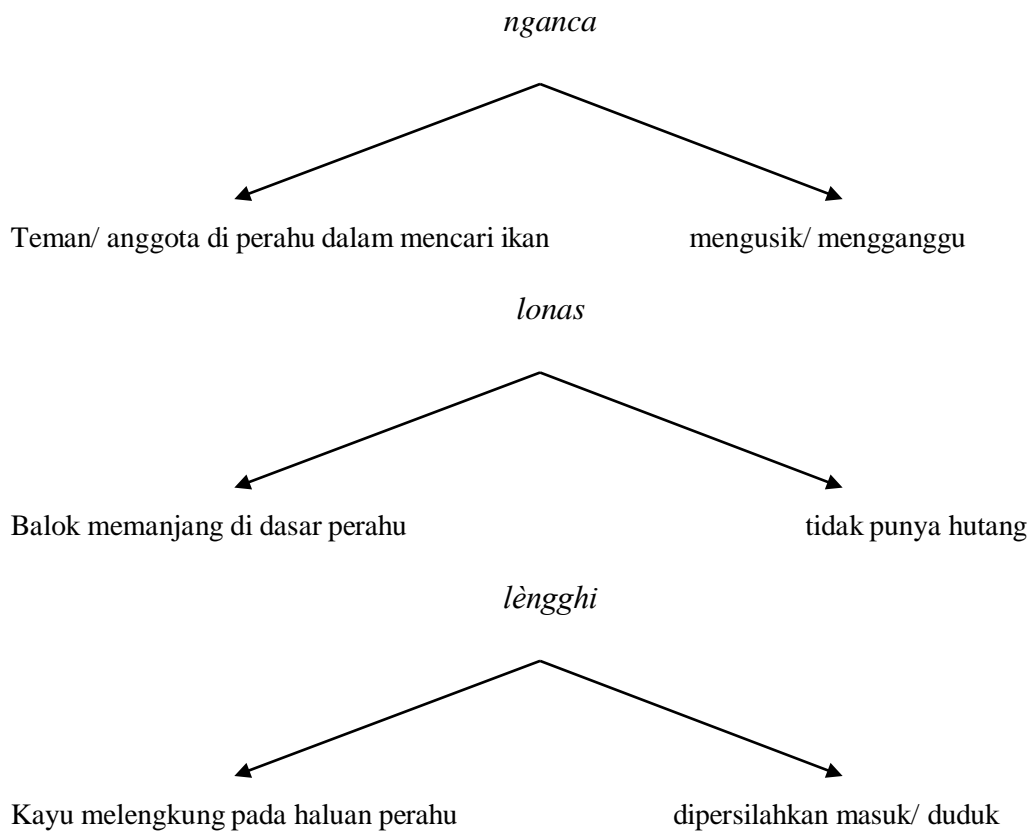 nganca
Teman/ anggota di perahu dalam mencari ikan mengusik/ mengganggu
lonas
Balok memanjang di dasar perahu tidak punya hutang
lèngghi
Kayu melengkung pada haluan perahu dipersilahkan masuk/ duduk